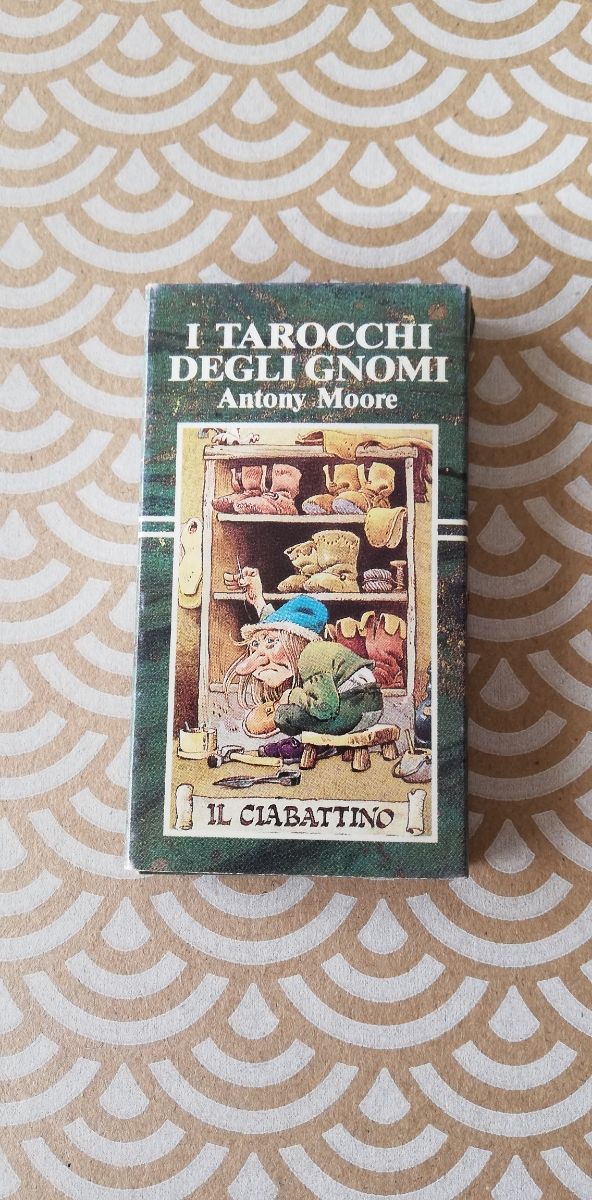 I TAROCCHI
DEGLI GNOMI
Antony Moore
IL CIABATTINO